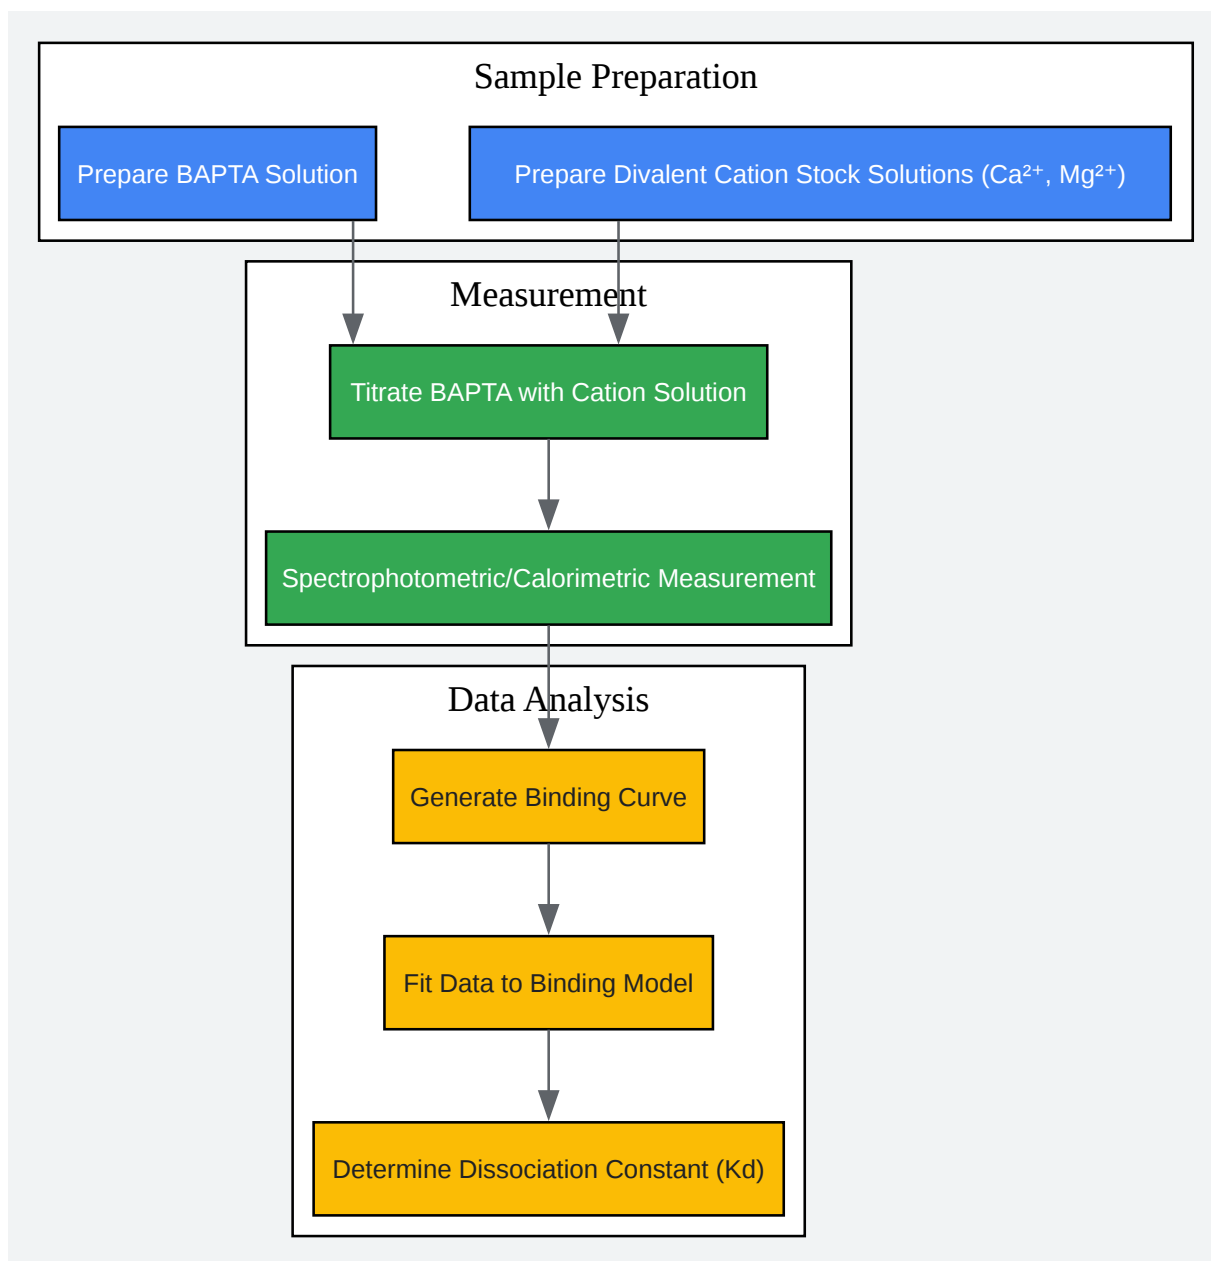 Sample Preparation
Prepare BAPTA Solution
Prepare Divalent Cation Stock Solutions (Ca²⁺, Mg²⁺)
Measurement
Titrate BAPTA with Cation Solution
Spectrophotometric/Calorimetric Measurement
Data Analysis
Generate Binding Curve
Fit Data to Binding Model
Determine Dissociation Constant (Kd)